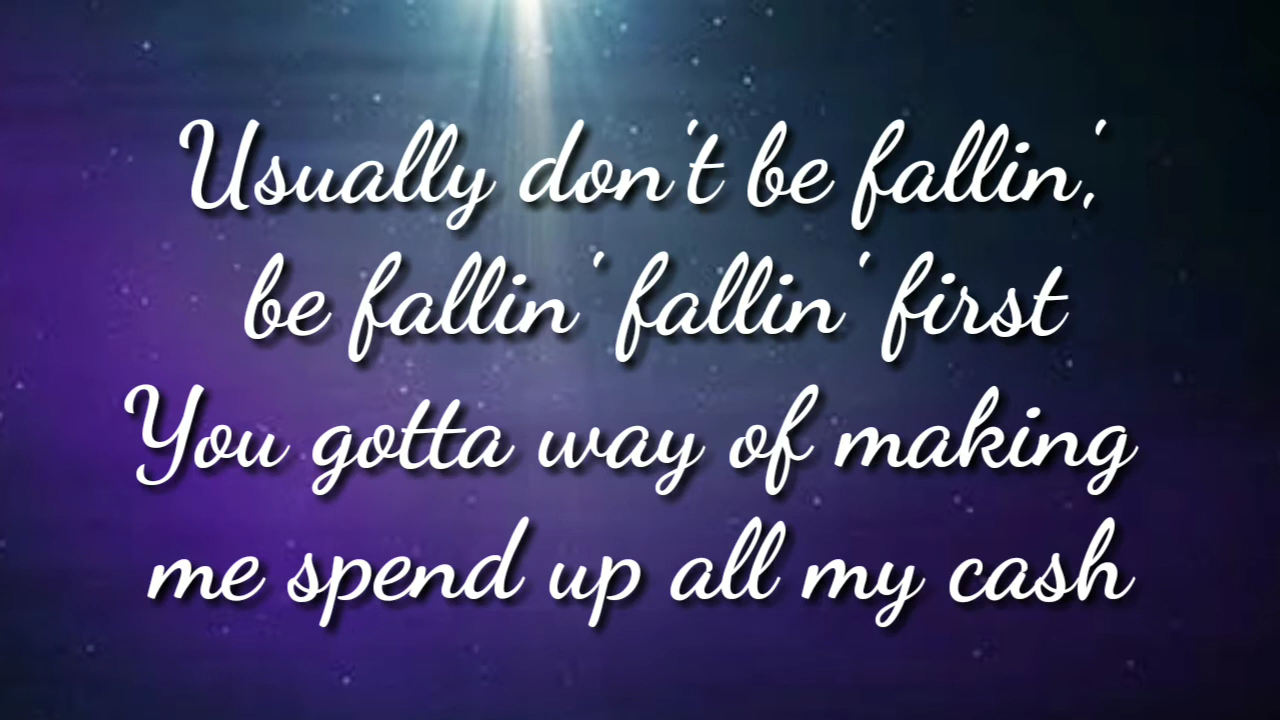 Usually don't be fallin,'
be fallin' fallin' first
You gotta way of making
me spend up all my cash